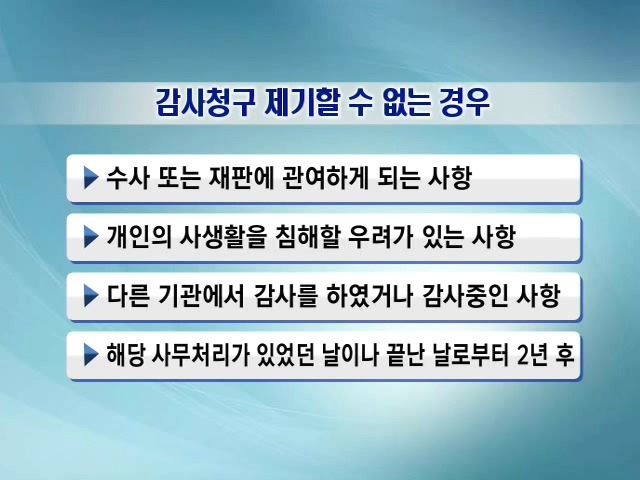 감사청구 제기할 수 없는 경우
수사 또는 재판에 관여하게 되는 사항
개인의 사생활을 침해할 우려가 있는 사항
다른 기관에서 감사를 하였거나 감사중인 사항
해당 사무처리가 있었던 날이나 끝난 날로부터 2년 후